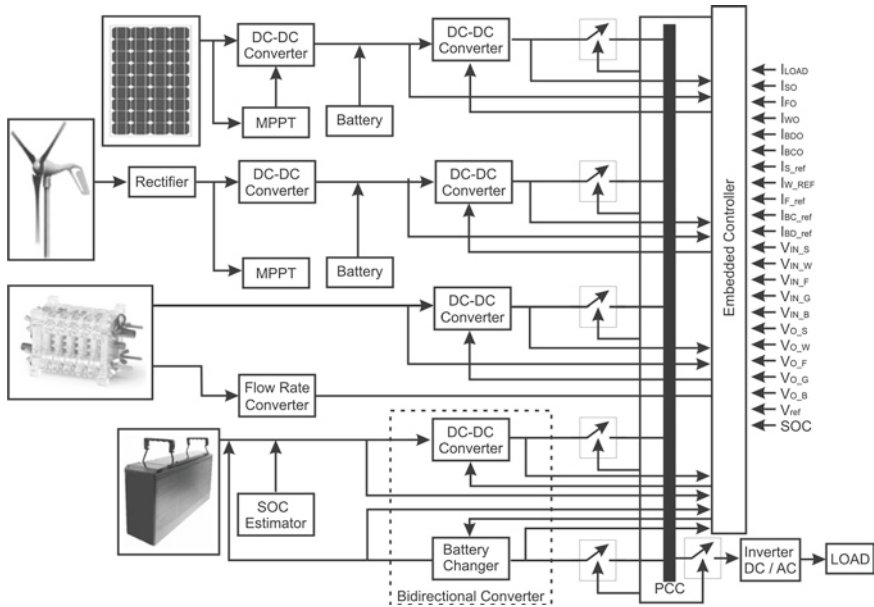 DC-DC
Converter
DC-DC
Converter
MPPT
Battery
Rectifier
DC-DC
Converter
DC-DC
Converter
MPPT
Battery
DC-DC
Converter
Flow Rate
Converter
DC-DC
Converter
SOC
Estimator
Battery
Changer
Bidirectional Converter
PCC
Embedded Controller
ILOAD
ISO
IFO
IWO
IBDO
IBCO
IS_ref
IW_REF
IF_ref
IBC_ref
IBD_ref
VIN_S
VIN_W
VIN_F
VIN_G
VIN_B
VO_S
VO_W
VO_F
VO_G
VO_B
Vref
SOC
Inverter
DC / AC
LOAD